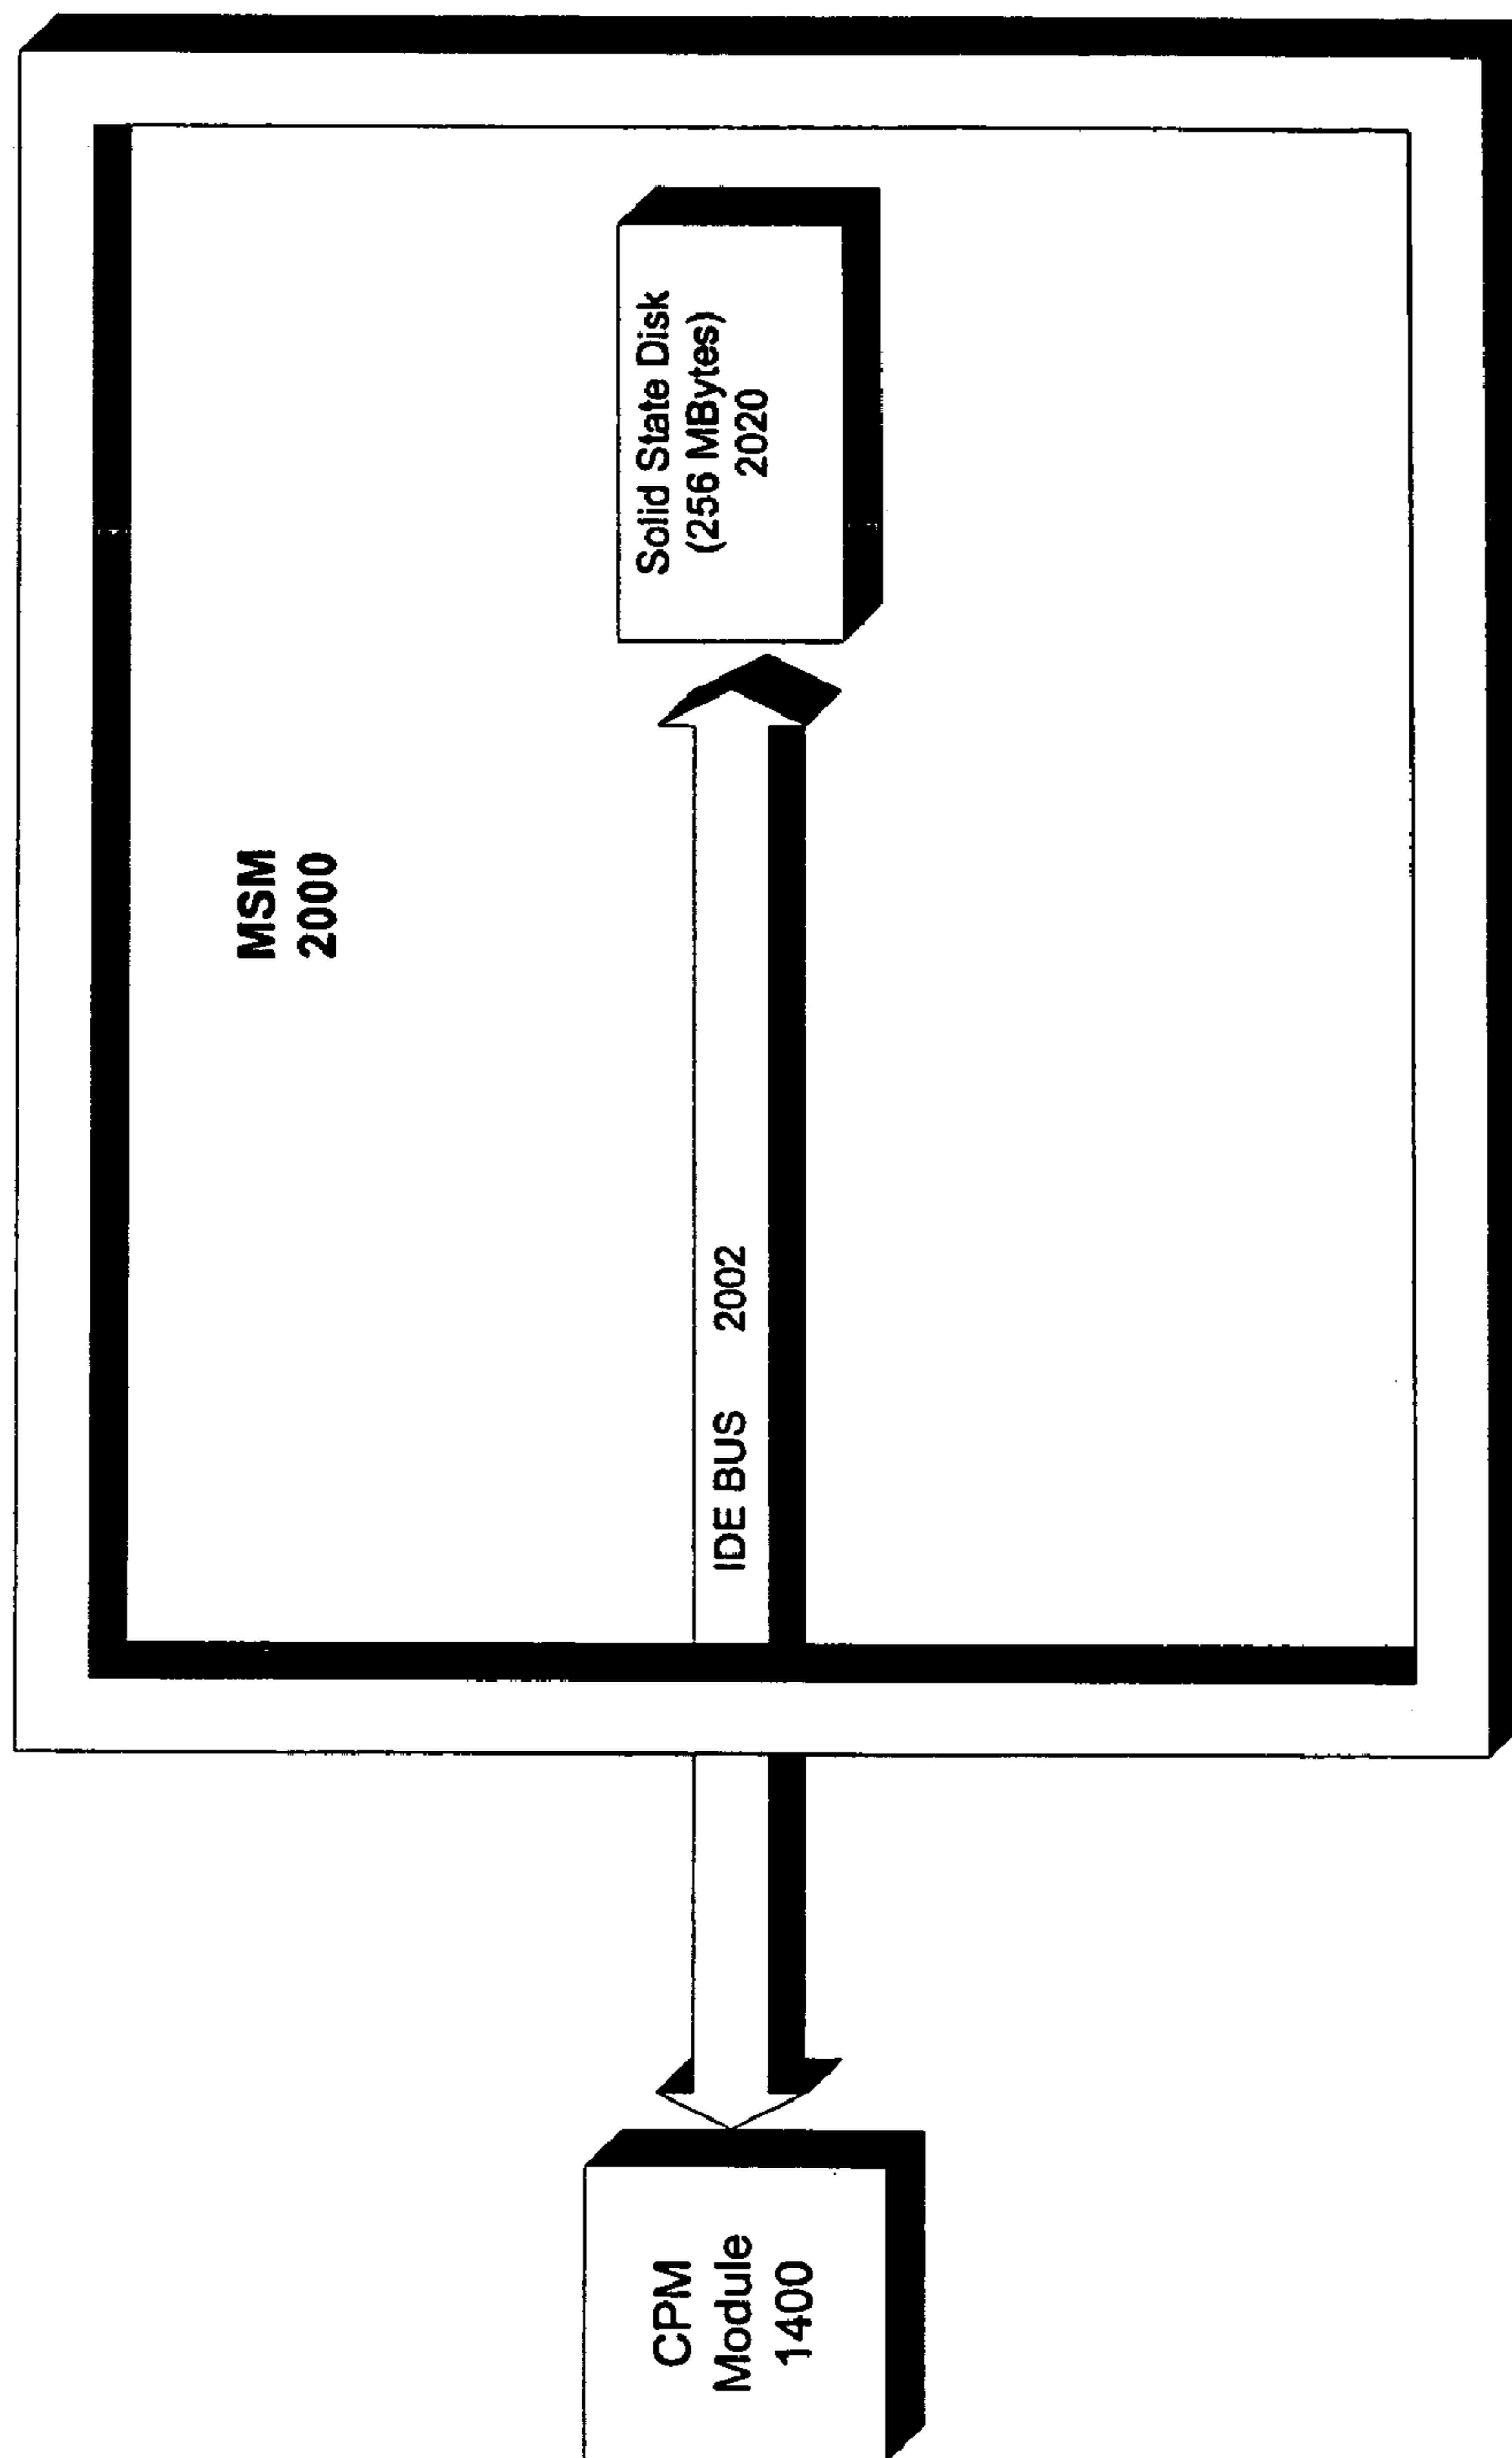 MSM
2000
Solid State Disk
(256 MBytes)
2020
IDE BUS 2002
CPM
Module
1400